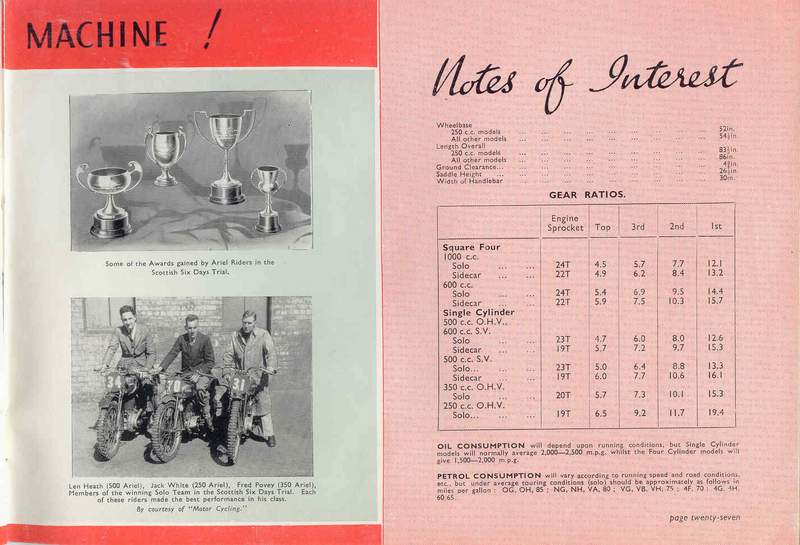 MACHINE !
Some of the Awards gained by Ariel Riders in the
Scottish Six Days Trial.
34 70 31
Len Heath (500 Ariel), Jack White (250 Ariel), Fred Povey (350 Ariel),
Members of the winning Solo Team in the Scottish Six Days Trial. Each
of these riders made the best performance in his class.
By courtesy of "Motor Cycling."
Notes of Interest
Wheelbase
250 c.c. models ... ... ... ... ... ... ... ... 52in.
All other models ... ... ... ... ... ... ... ...
Length Overall
250 c.c. models ... ... ... ... ... ... ... ...
All other models ... ... ... ... ... ... ... ... 86in.
Ground Clearance... ... ... ... ... ... ... ... ...
Saddle Height ... ... ... ... ... ... ... ... ...
Width of Handlebar ... ... ... ... ... ... ... ... 30in.
GEAR RATIOS.
Engine
Sprocket Top 3rd 2nd 1st
Square Four
1000 c.c.
Solo ... ... 24T 4.5 5.7 7.7 12.1
Sidecar ... ... 22T 4.9 6.2 8.4 13.2
600 c.c.
Solo ... ... 24T 5.4 6.9 9.5 14.4
Sidecar ... ... 22T 5.9 7.5 10.3 15.7
Single Cylinder
500 c.c. O.H.V.,
600 c.c. S.V.
Solo ... ... 23T 4.7 6.0 8.0 12.6
Sidecar ... ... 19T 5.7 7.2 9.7 15.3
500 c.c. S.V.
Solo... ... ... 23T 5.0 6.4 8.8 13.3
Sidecar ... ... 19T 6.0 7.7 10.6 16.1
350 c.c. O.H.V.
Solo ... ... 20T 5.7 7.3 10.1 15.3
250 c.c. O.H.V.
Solo... ... ... 19T 6.5 9.2 11.7 19.4
OIL CONSUMPTION will depend upon running conditions, but Single Cylinder
models will normally average 2,000—2,500 m.p.g. whilst the Four Cylinder models will
give 1,500—2,000 m.p.g.
PETROL CONSUMPTION will vary according to running speed and road conditions,
etc., but under average touring conditions (solo) should be approximately as follows in
miles per gallon : OG, OH, 85 ; NG, NH, VA, 80 ; VG, VB, VH, 75 ; 4F, 70 ; 4G, 4H,
60/65.
page twenty-seven